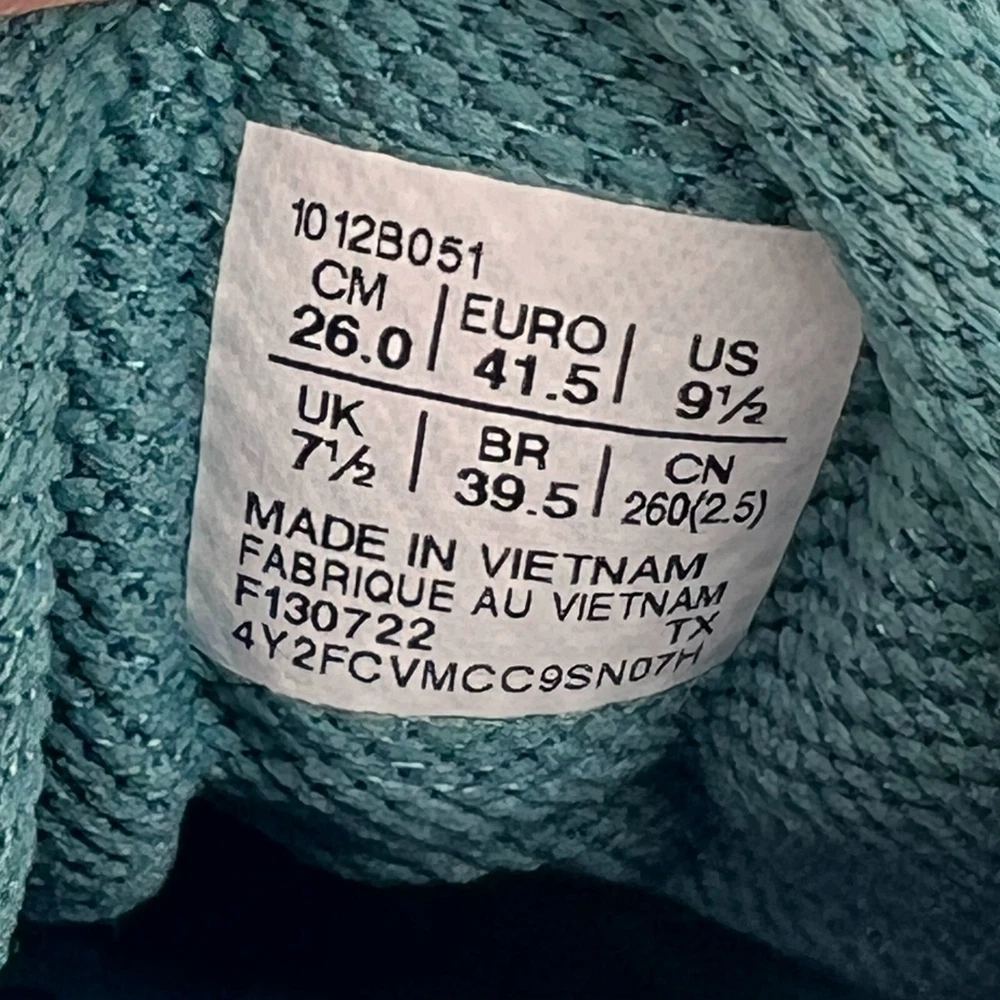 1012B051
CM | EURO | US
26.0 | 41.5 | 9½
UK | BR | CN
7½ | 39.5 | 260(2.5)
MADE IN VIETNAM
FABRIQUE AU VIETNAM
F130722 TX
4Y2FCVMCC9SN07H